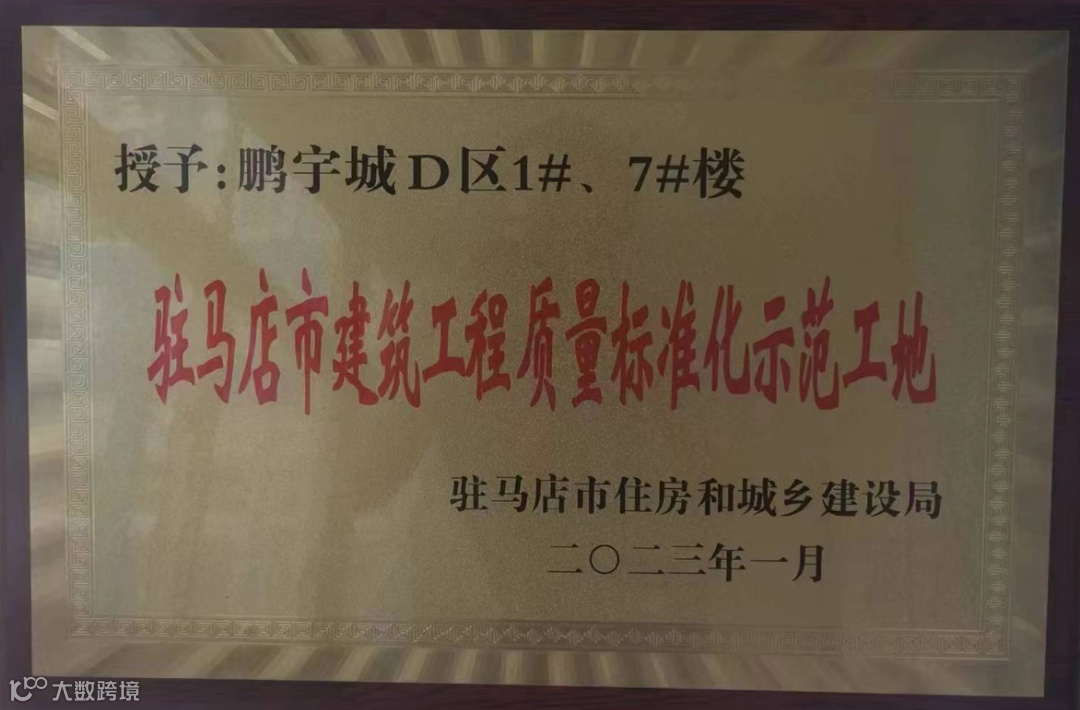 授予:鹏宇城D区1#、7#楼
驻马店市建筑工程质量标准化示范工地
驻马店市住房和城乡建设局
二〇二三年一月
大数跨境